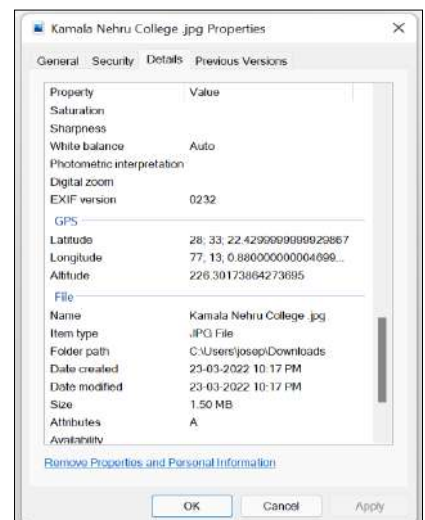 Kamala Nehru College .jpg Properties
General Security Details Previous Versions
Property Value
Saturation
Sharpness
White balance Auto
Photometric interpretation
Digital zoom
EXIF version 0232
GPS
Latitude 28; 33; 22.4299999999929867
Longitude 77; 13; 0.880000000004699...
Altitude 226.30173864273695
File
Name Kamala Nehru College .jpg
Item type JPG File
Folder path C:\Users\josep\Downloads
Date created 23-03-2022 10:17 PM
Date modified 23-03-2022 10:17 PM
Size 1.50 MB
Attributes A
Availability
Remove Properties and Personal Information
OK Cancel Apply